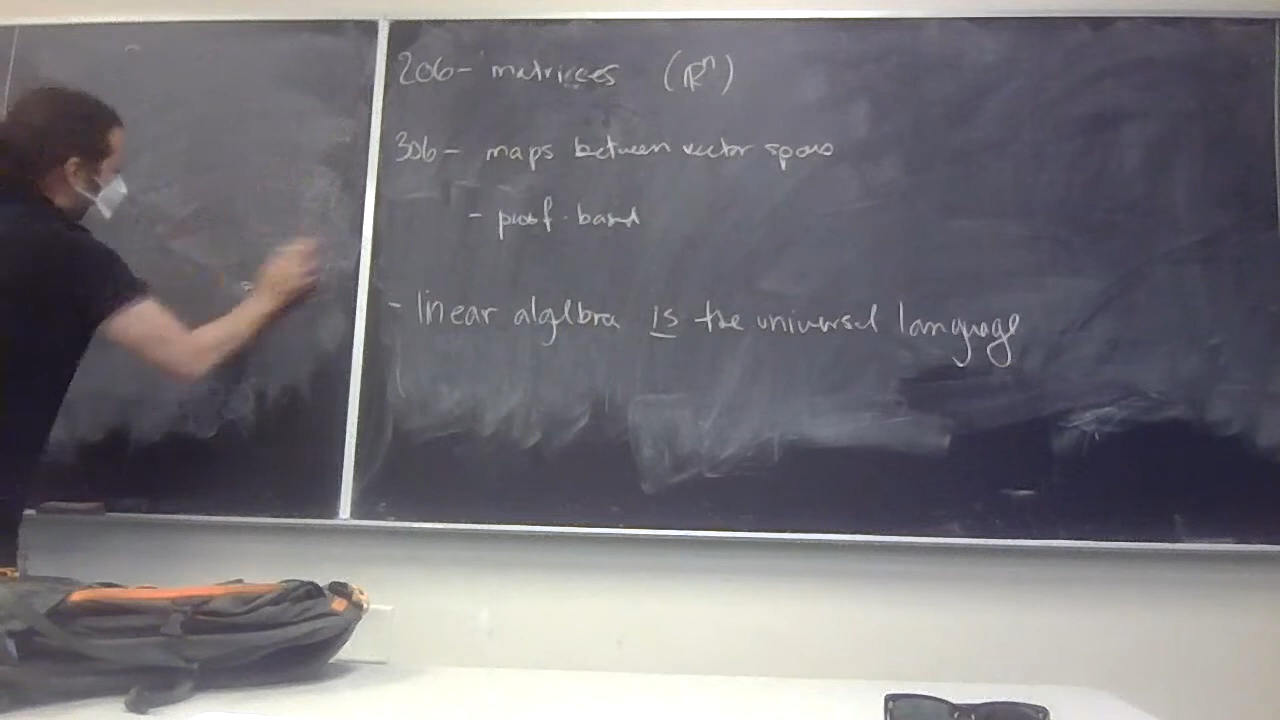 206- matrices (ℝⁿ)
306- maps between vector spaces
- proof-based
- linear algebra is the universal language